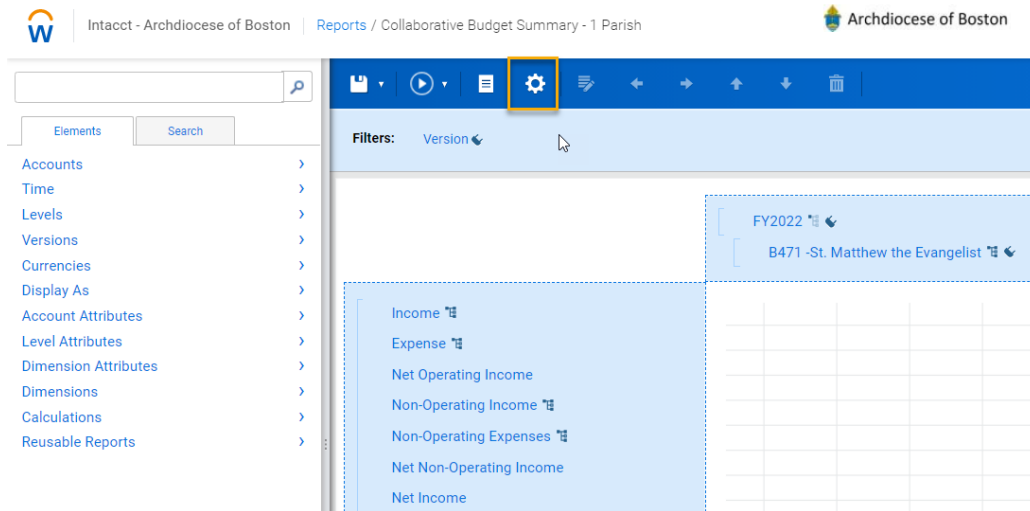 Intacct - Archdiocese of Boston Reports / Collaborative Budget Summary - 1 Parish
Archdiocese of Boston
Elements Search
Filters: Version
Accounts
Time
Levels
Versions
Currencies
Display As
Account Attributes
Level Attributes
Dimension Attributes
Dimensions
Calculations
Reusable Reports
FY2022
B471 -St. Matthew the Evangelist
Income
Expense
Net Operating Income
Non-Operating Income
Non-Operating Expenses
Net Non-Operating Income
Net Income